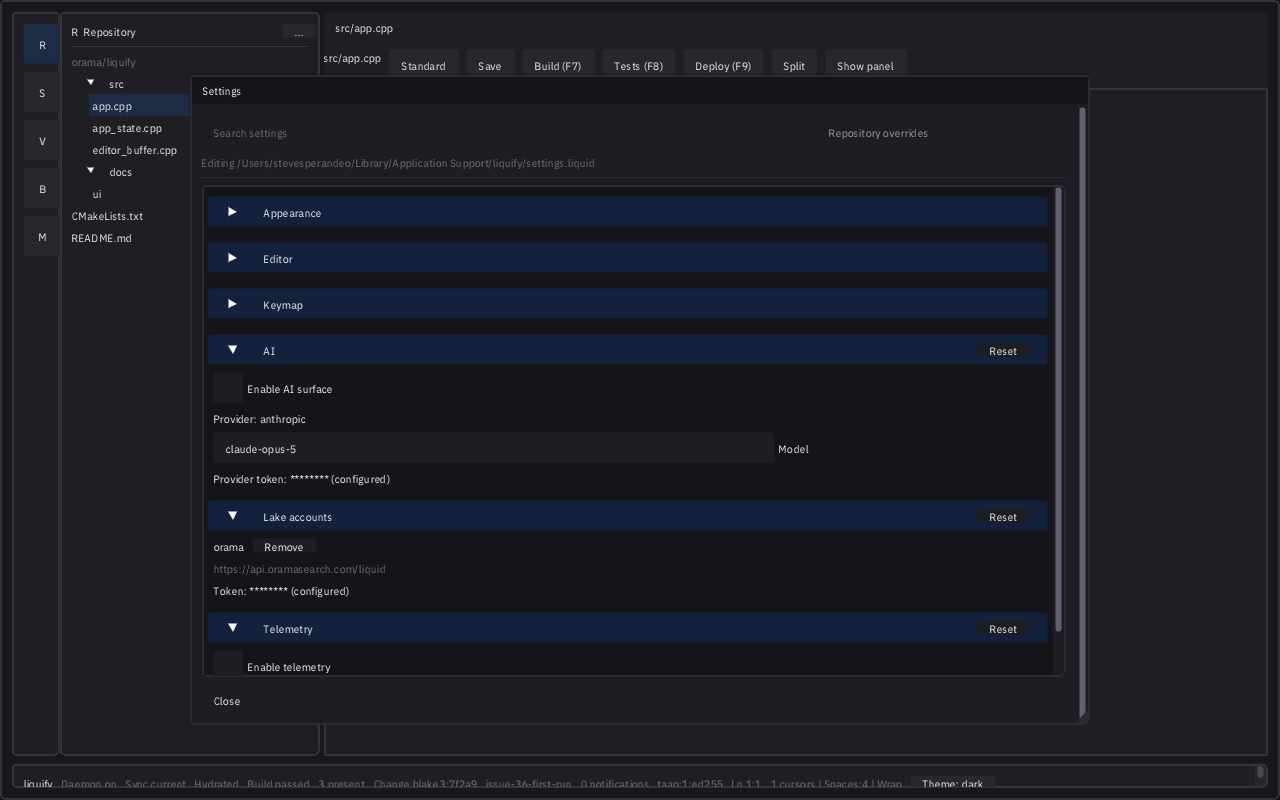 R
S
V
B
M
R Repository
...
orama/liquify
src
app.cpp
app_state.cpp
editor_buffer.cpp
docs
ui
CMakeLists.txt
README.md
src/app.cpp
src/app.cpp Standard Save Build (F7) Tests (F8) Deploy (F9) Split Show panel
Settings
Search settings
Repository overrides
Editing /Users/stevesperandeo/Library/Application Support/liquify/settings.liquid
Appearance
Editor
Keymap
AI Reset
Enable AI surface
Provider: anthropic
claude-opus-5 Model
Provider token: ******** (configured)
Lake accounts Reset
orama Remove
https://api.oramasearch.com/liquid
Token: ******** (configured)
Telemetry Reset
Enable telemetry
Close
liquify Daemon on Sync current Hydrated Build passed 3 present Change blake3:7f2a9 issue-36-first-run 0 notifications Ln 1:1 1 cursors | Spaces:4 | Wrap Theme: dark